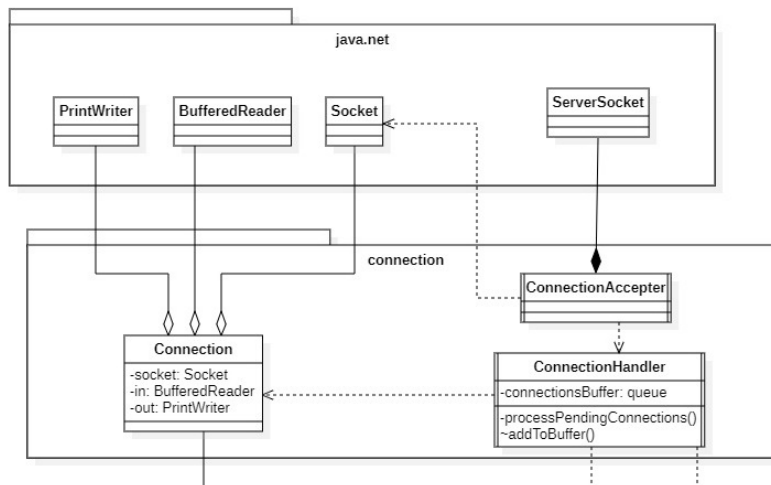 java.net
PrintWriter
BufferedReader
Socket
ServerSocket
connection
ConnectionAccepter
Connection
-socket: Socket
-in: BufferedReader
-out: PrintWriter
ConnectionHandler
-connectionsBuffer: queue
-processPendingConnections()
~addToBuffer()